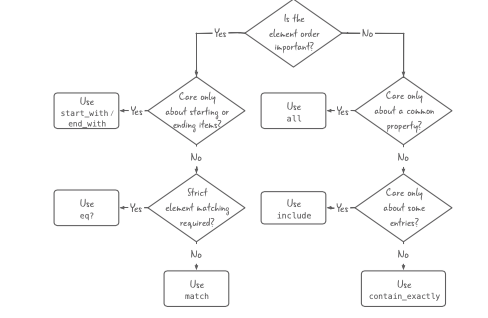 Is the
element order
important?
Yes
No
Care only
about starting or
ending items?
Yes
Use
start_with /
end_with
Care only
about a common
property?
Yes
Use
all
No
No
Strict
element matching
required?
Yes
Use
eq?
Care only
about some
entries?
Yes
Use
include
No
No
Use
match
Use
contain_exactly